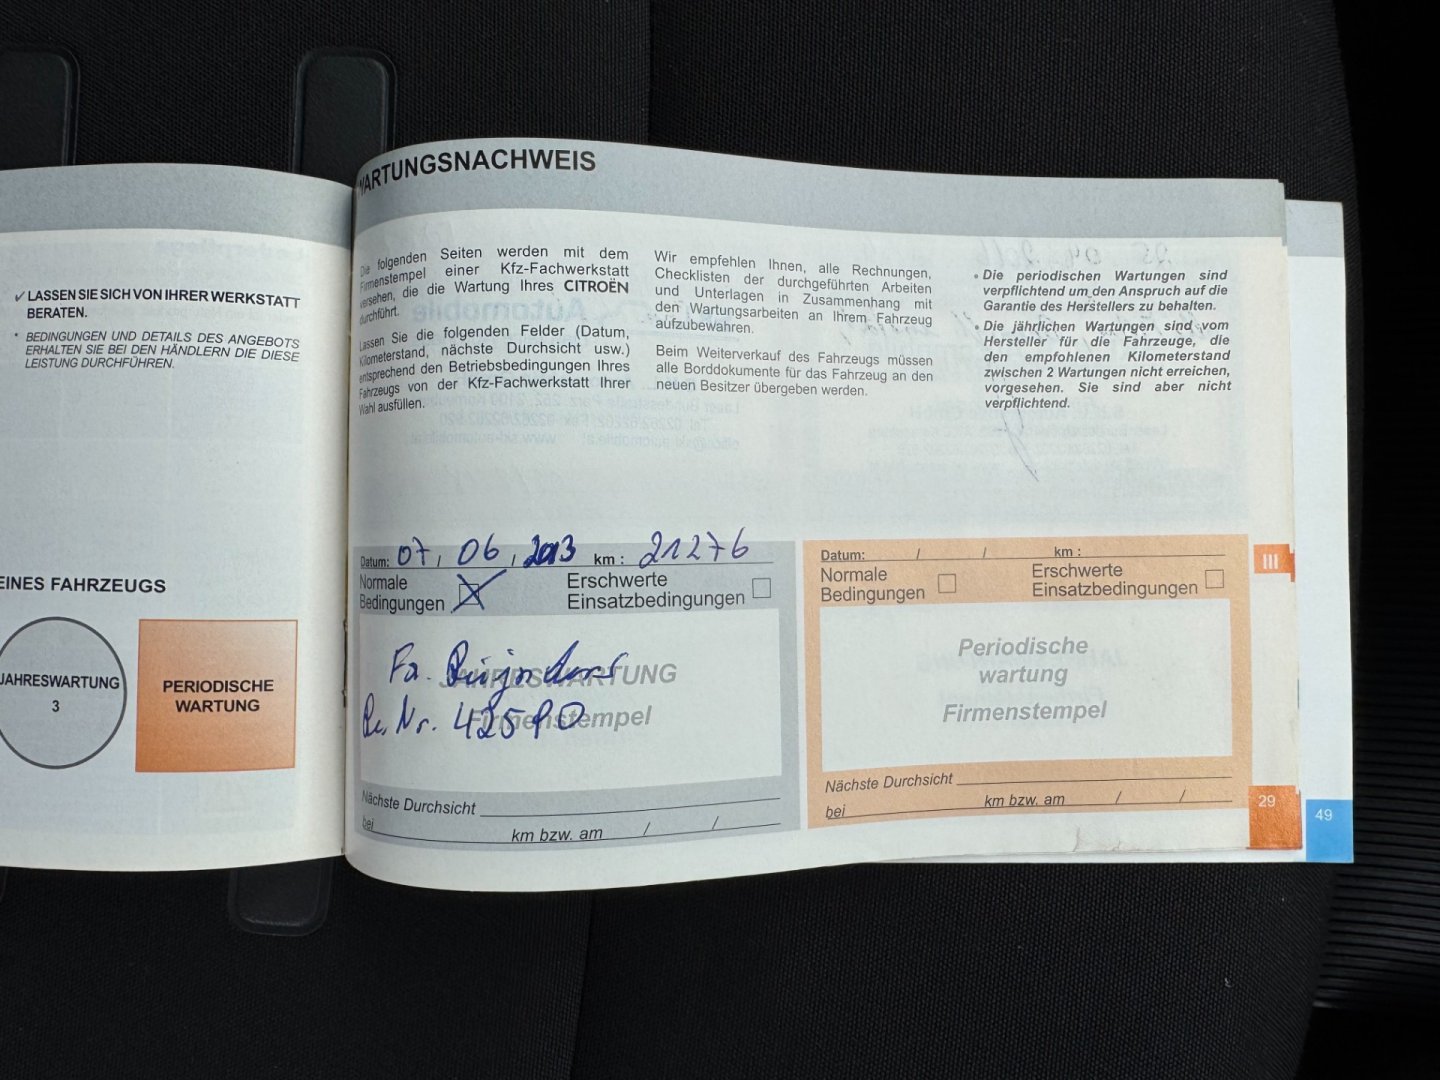 ✓ LASSEN SIE SICH VON IHRER WERKSTATT
BERATEN.
* BEDINGUNGEN UND DETAILS DES ANGEBOTS
ERHALTEN SIE BEI DEN HÄNDLERN DIE DIESE
LEISTUNG DURCHFÜHREN.
EINES FAHRZEUGS
JAHRESWARTUNG
3
PERIODISCHE
WARTUNG
WARTUNGSNACHWEIS
Die folgenden Seiten werden mit dem
Firmenstempel einer Kfz-Fachwerkstatt
versehen, die die Wartung Ihres CITROËN
durchführt.
Lassen Sie die folgenden Felder (Datum,
Kilometerstand, nächste Durchsicht usw.)
entsprechend den Betriebsbedingungen Ihres
Fahrzeugs von der Kfz-Fachwerkstatt Ihrer
Wahl ausfüllen.
Wir empfehlen Ihnen, alle Rechnungen,
Checklisten der durchgeführten Arbeiten
und Unterlagen in Zusammenhang mit
den Wartungsarbeiten an Ihrem Fahrzeug
aufzubewahren.
Beim Weiterverkauf des Fahrzeugs müssen
alle Borddokumente für das Fahrzeug an den
neuen Besitzer übergeben werden.
• Die periodischen Wartungen sind
verpflichtend um den Anspruch auf die
Garantie des Herstellers zu behalten.
• Die jährlichen Wartungen sind vom
Hersteller für die Fahrzeuge, die
den empfohlenen Kilometerstand
zwischen 2 Wartungen nicht erreichen,
vorgesehen. Sie sind aber nicht
verpflichtend.
Datum: 07, 06, 2013 km : 21276
Normale
Bedingungen
Erschwerte
Einsatzbedingungen
Fa.
JAHRESWARTUNG
Nr. 42590
Firmenstempel
Nächste Durchsicht
bei km bzw. am / /
Datum: / / km :
Normale
Bedingungen
Erschwerte
Einsatzbedingungen
Periodische
wartung
Firmenstempel
Nächste Durchsicht
bei km bzw. am / /
III
29
49